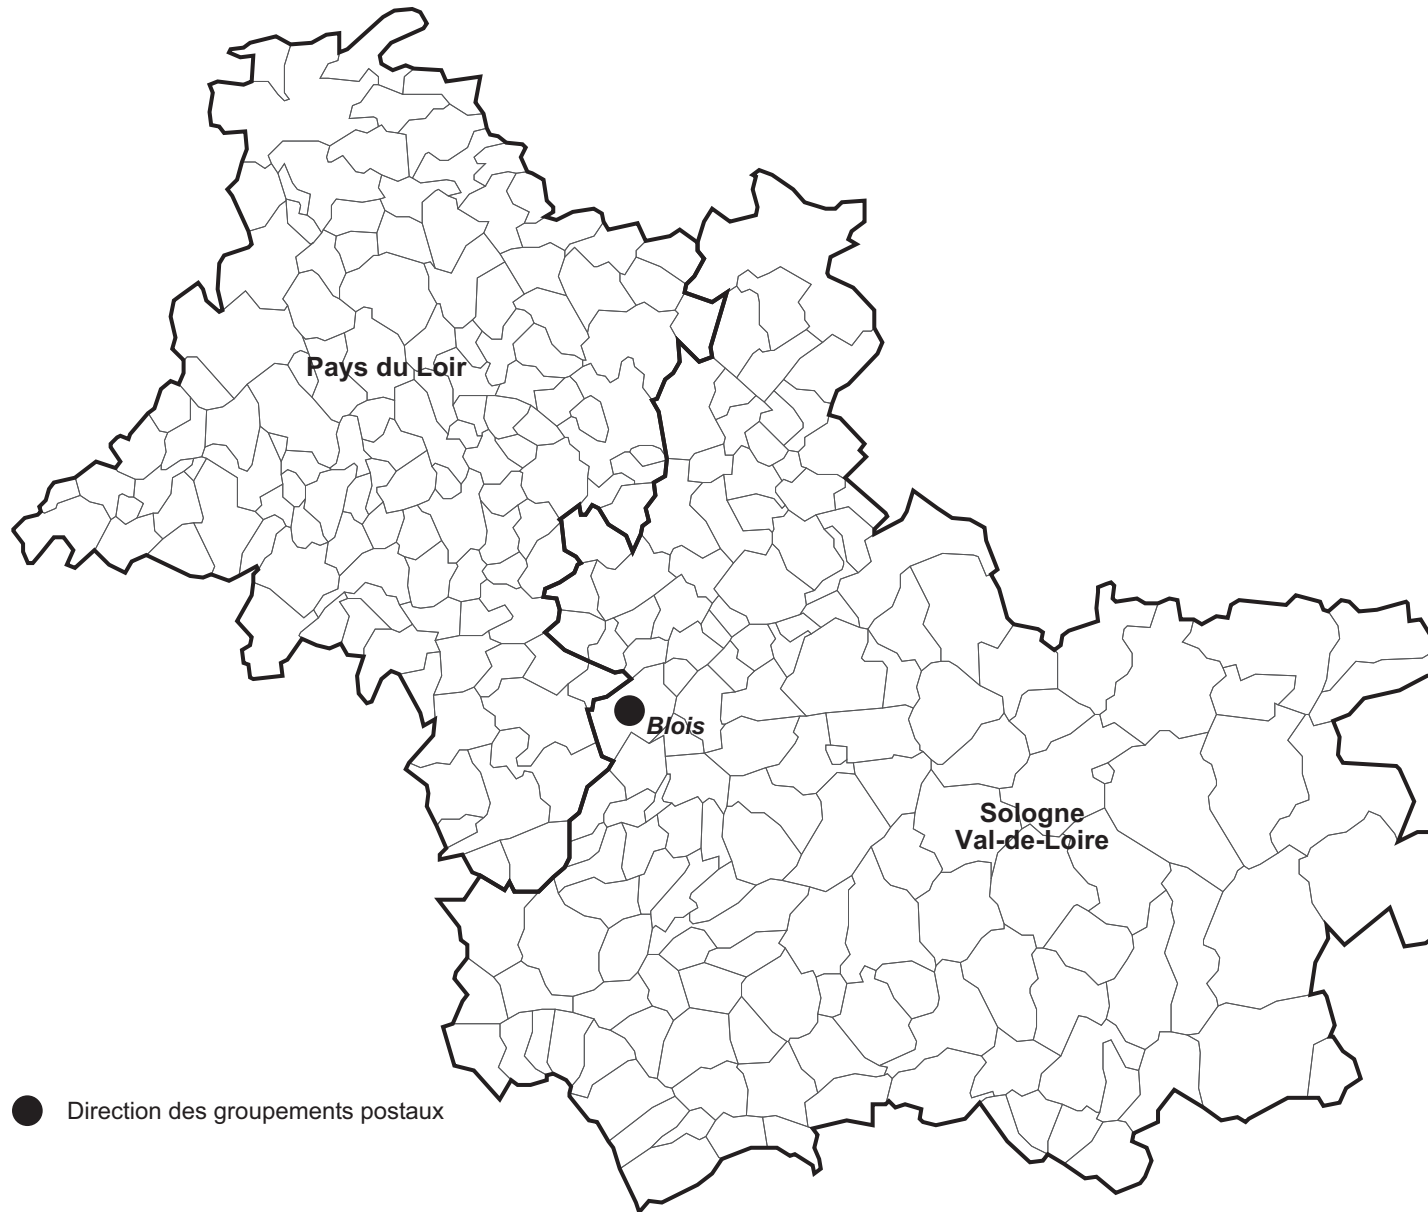 Pays du Loir
Blois
Sologne
Val-de-Loire
Direction des groupements postaux